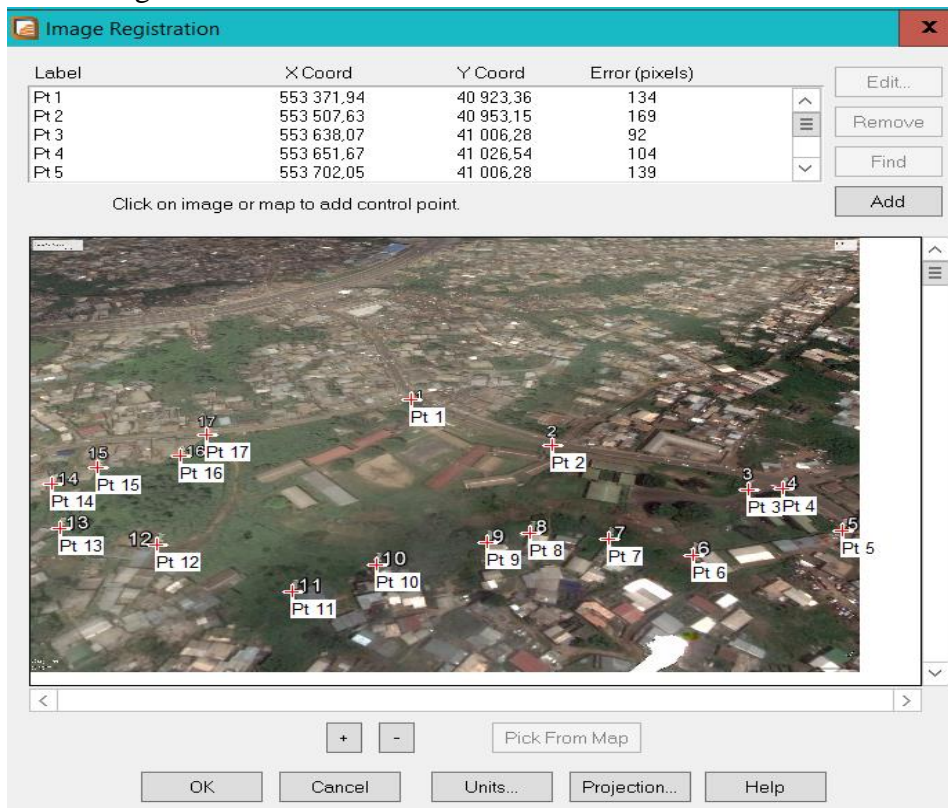 Image Registration
x
Label X Coord Y Coord Error (pixels)
Pt 1 553 371,94 40 923,36 134
Pt 2 553 507,63 40 953,15 169
Pt 3 553 638,07 41 006,28 92
Pt 4 553 651,67 41 026,54 104
Pt 5 553 702,05 41 006,28 139
Edit...
Remove
Find
Add
Click on image or map to add control point.
1
Pt 1
17
Pt 17
2
Pt 2
16
Pt 16
15
Pt 15
14
Pt 14
3
Pt 3
4
Pt 4
13
Pt 13
12
Pt 12
5
Pt 5
9
Pt 9
8
Pt 8
7
Pt 7
6
Pt 6
10
Pt 10
11
Pt 11
+ -
Pick From Map
OK Cancel Units... Projection... Help